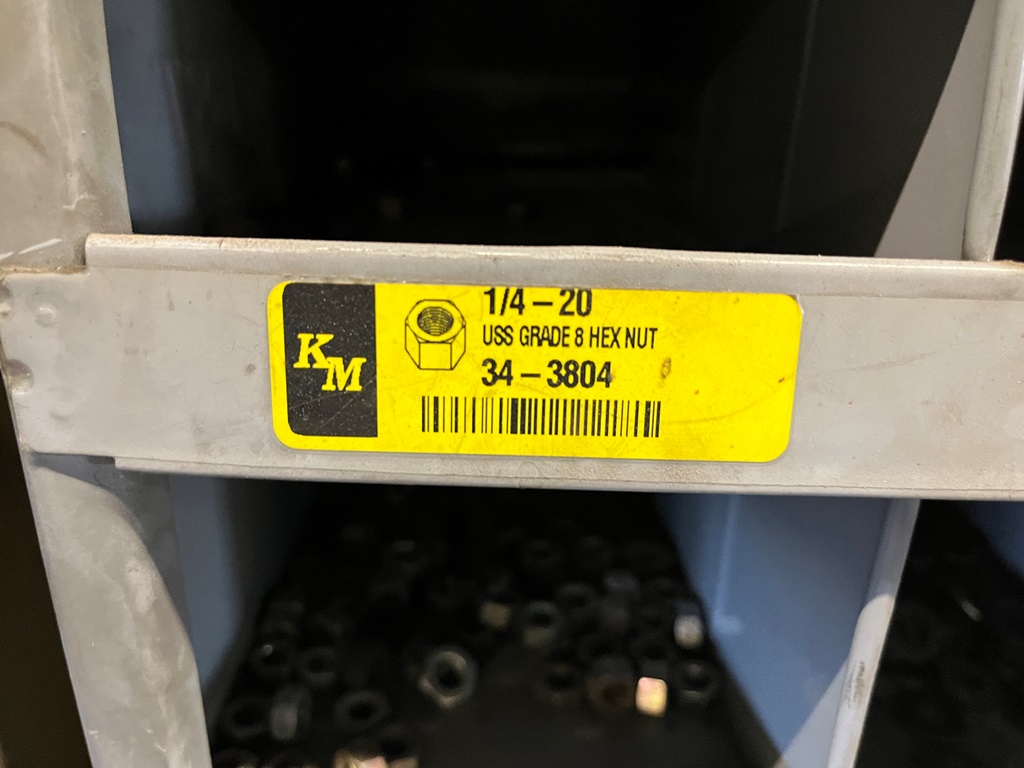 KM
1/4 – 20
USS GRADE 8 HEX NUT
34 – 3804